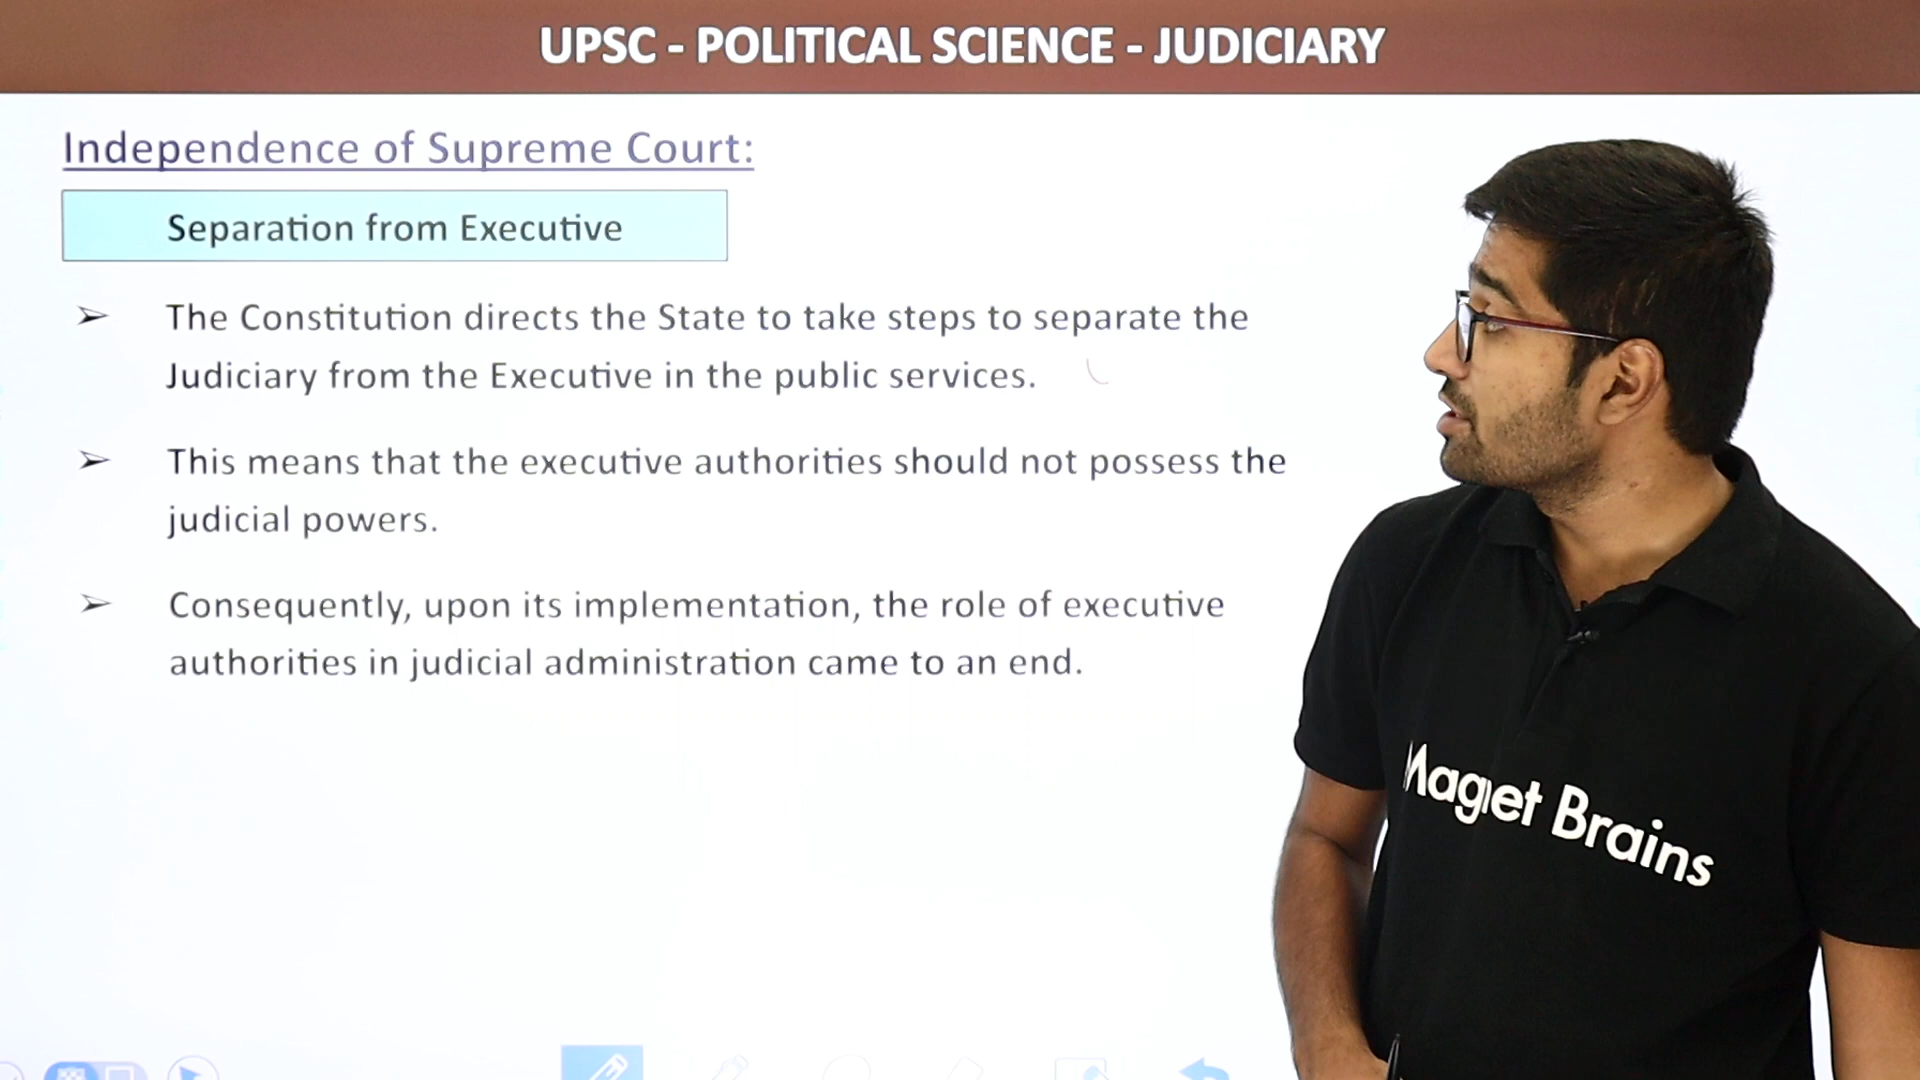 UPSC - POLITICAL SCIENCE - JUDICIARY
Independence of Supreme Court:
Separation from Executive
➢ The Constitution directs the State to take steps to separate the
Judiciary from the Executive in the public services.
➢ This means that the executive authorities should not possess the
judicial powers.
➢ Consequently, upon its implementation, the role of executive
authorities in judicial administration came to an end.
Magnet Brains